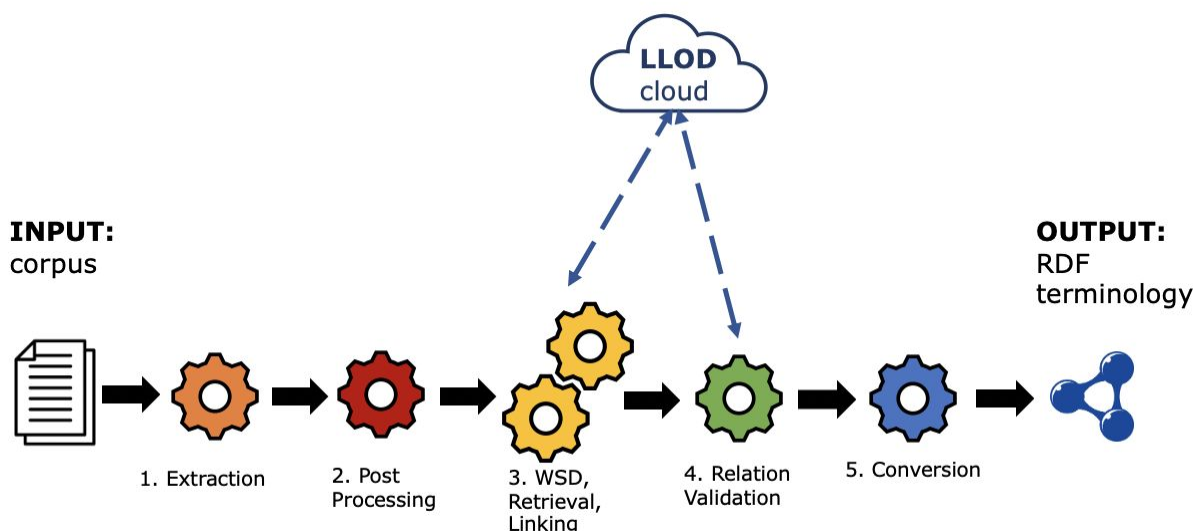 LLOD
cloud
INPUT:
corpus
OUTPUT:
RDF
terminology
1. Extraction
2. Post
Processing
3. WSD,
Retrieval,
Linking
4. Relation
Validation
5. Conversion